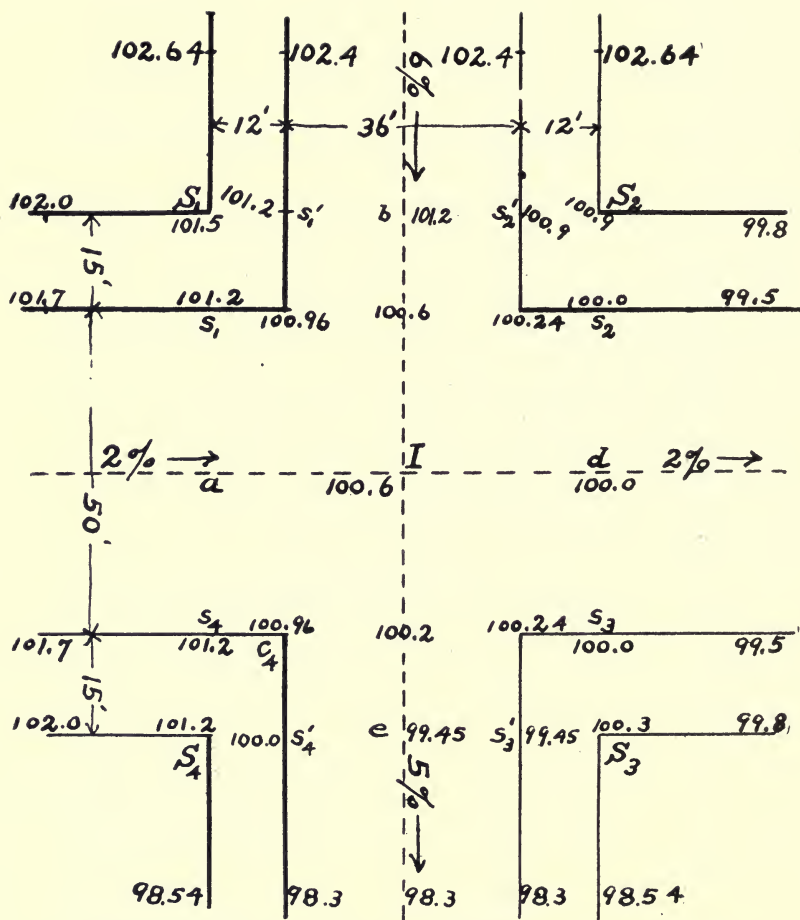 102.64 102.4 102.4 6% 102.64
12' 36' 12'
102.0 S₁ 101.2 s₁' b 101.2 s₂' 100.9 100.9 S₂
101.5 99.8
15'
101.7 101.2 100.96 100.6 100.24 100.0 99.5
s₁ s₂
2% I d 2%
a 100.6 100.0
50'
s₄ 100.96 100.2 100.24 s₃
101.7 101.2 C₄ 100.0 99.5
15'
102.0 101.2 100.0 s₄' e 99.45 s₃' 99.45 100.3 99.8
S₄ S₃
5%
98.54 98.3 98.3 98.3 98.54